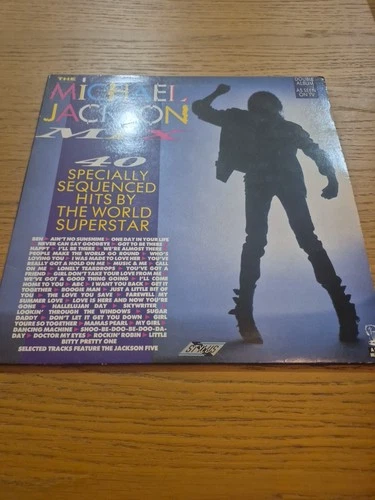 THE
MICHAEL
JACKSON
MIX
DOUBLE
ALBUM
AS SEEN
ON TV
40
SPECIALLY
SEQUENCED
HITS BY
THE WORLD
SUPERSTAR
BEN AIN'T NO SUNSHINE ONE DAY IN YOUR LIFE
NEVER CAN SAY GOODBYE GOT TO BE THERE
HAPPY I'LL BE THERE WE'RE ALMOST THERE
PEOPLE MAKE THE WORLD GO ROUND WHO'S
LOVING YOU I WAS MADE TO LOVE HER YOU'VE
REALLY GOT A HOLD ON ME MUSIC & ME CALL
ON ME LONELY TEARDROPS YOU'VE GOT A
FRIEND GIRL DON'T TAKE YOUR LOVE FROM ME
WE'VE GOT A GOOD THING GOING I'LL COME
HOME TO YOU ABC I WANT YOU BACK GET IT
TOGETHER BOOGIE MAN JUST A LITTLE BIT OF
YOU THE LOVE YOU SAVE FAREWELL MY
SUMMER LOVE LOVE IS HERE AND NOW YOU'RE
GONE HALLELUJAH DAY SKYWRITER
LOOKIN' THROUGH THE WINDOWS SUGAR
DADDY DON'T LET IT GET YOU DOWN GIRL
YOU'RE SO TOGETHER MAMAS PEARL MY GIRL
DANCING MACHINE SHOO-BE-DOO-BE-DOO-DA-
DAY DOCTOR MY EYES ROCKIN' ROBIN LITTLE
BITTY PRETTY ONE
SELECTED TRACKS FEATURE THE JACKSON FIVE
STYLUS